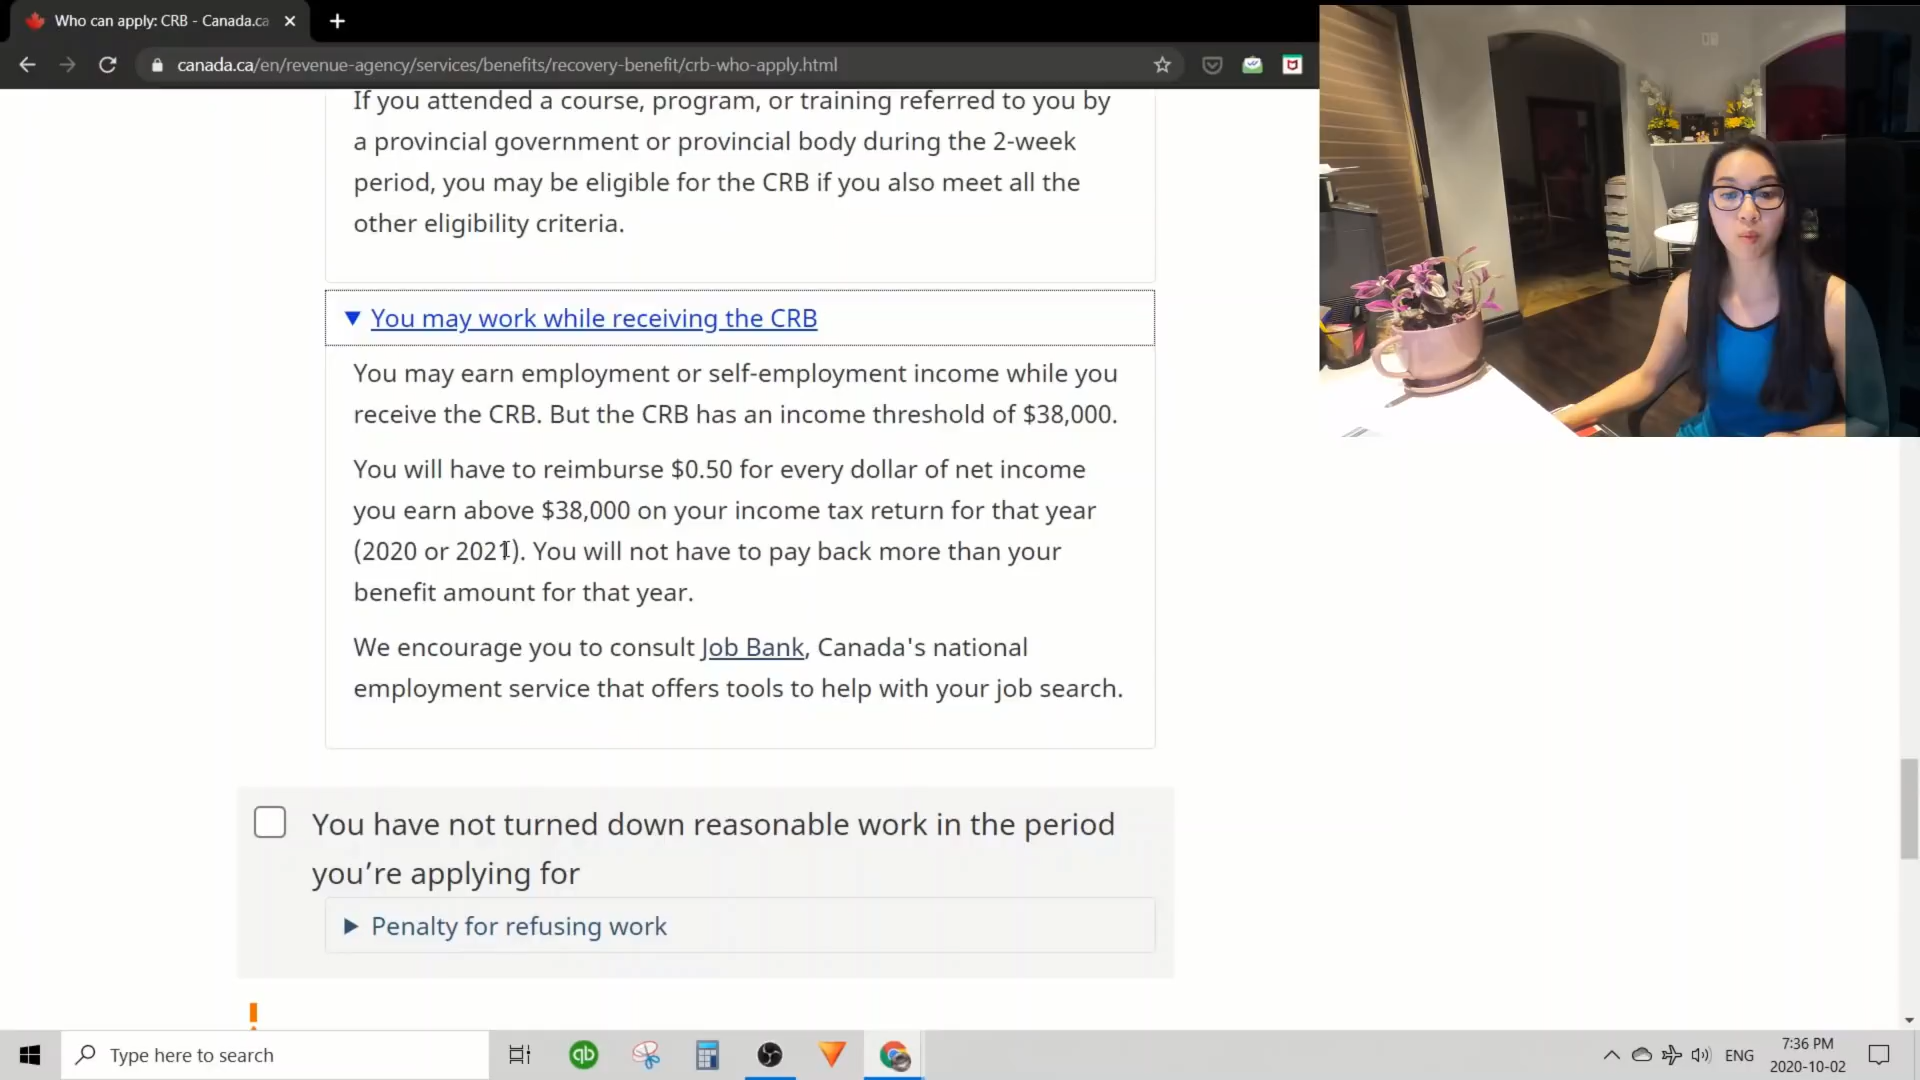 Who can apply: CRB - Canada.ca
canada.ca/en/revenue-agency/services/benefits/recovery-benefit/crb-who-apply.html
If you attended a course, program, or training referred to you by
a provincial government or provincial body during the 2-week
period, you may be eligible for the CRB if you also meet all the
other eligibility criteria.
You may work while receiving the CRB
You may earn employment or self-employment income while you
receive the CRB. But the CRB has an income threshold of $38,000.
You will have to reimburse $0.50 for every dollar of net income
you earn above $38,000 on your income tax return for that year
(2020 or 2021). You will not have to pay back more than your
benefit amount for that year.
We encourage you to consult Job Bank, Canada's national
employment service that offers tools to help with your job search.
You have not turned down reasonable work in the period
you’re applying for
Penalty for refusing work
!
Type here to search
qb
ENG
7:36 PM
2020-10-02